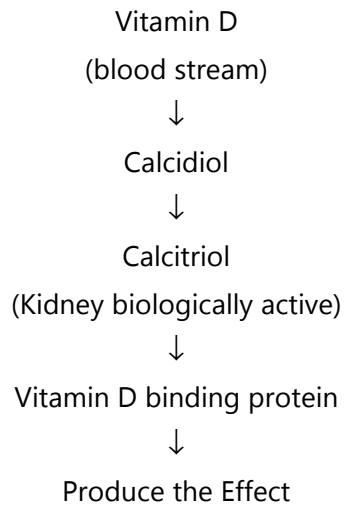 Vitamin D
(blood stream)
↓
Calcidiol
↓
Calcitriol
(Kidney biologically active)
↓
Vitamin D binding protein
↓
Produce the Effect